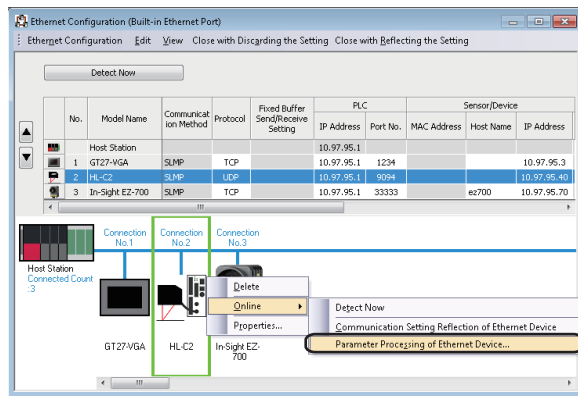 Ethernet Configuration (Built-in Ethernet Port)
Ethernet Configuration Edit View Close with Discarding the Setting Close with Reflecting the Setting
Detect Now
No. Model Name Communicat ion Method Protocol Fixed Buffer Send/Receive Setting PLC Sensor/Device
IP Address Port No. MAC Address Host Name IP Address
Host Station 10.97.95.1
1 GT27-VGA SLMP TCP 10.97.95.1 1234 10.97.95.3
2 HL-C2 SLMP UDP 10.97.95.1 9094 10.97.95.40
3 In-Sight EZ-700 SLMP TCP 10.97.95.1 33333 ez700 10.97.95.70
Connection No.1
Connection No.2
Connection No.3
Host Station
Connected Count
:3
GT27-VGA
HL-C2
In-Sight EZ-
700
Delete
Online
Properties...
Detect Now
Communication Setting Reflection of Ethernet Device
Parameter Processing of Ethernet Device...